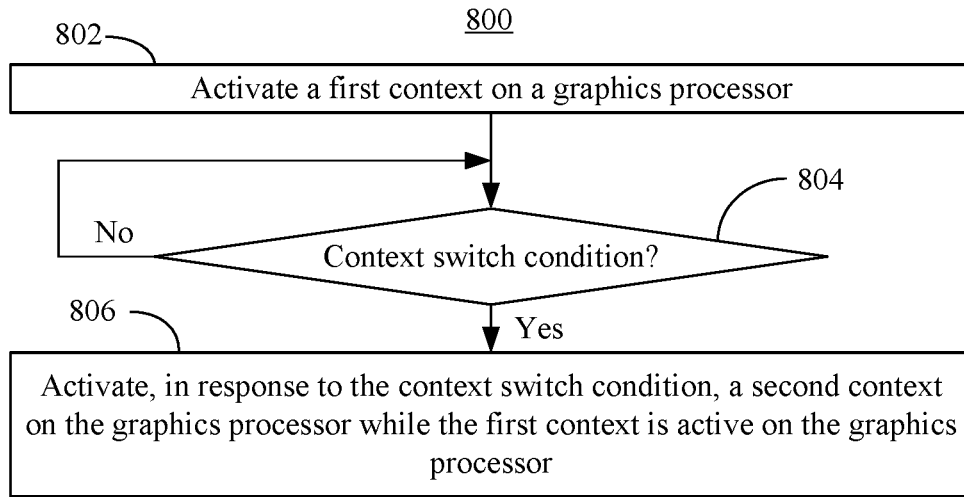 800
802
Activate a first context on a graphics processor
804
No
Context switch condition?
806
Yes
Activate, in response to the context switch condition, a second context
on the graphics processor while the first context is active on the graphics
processor